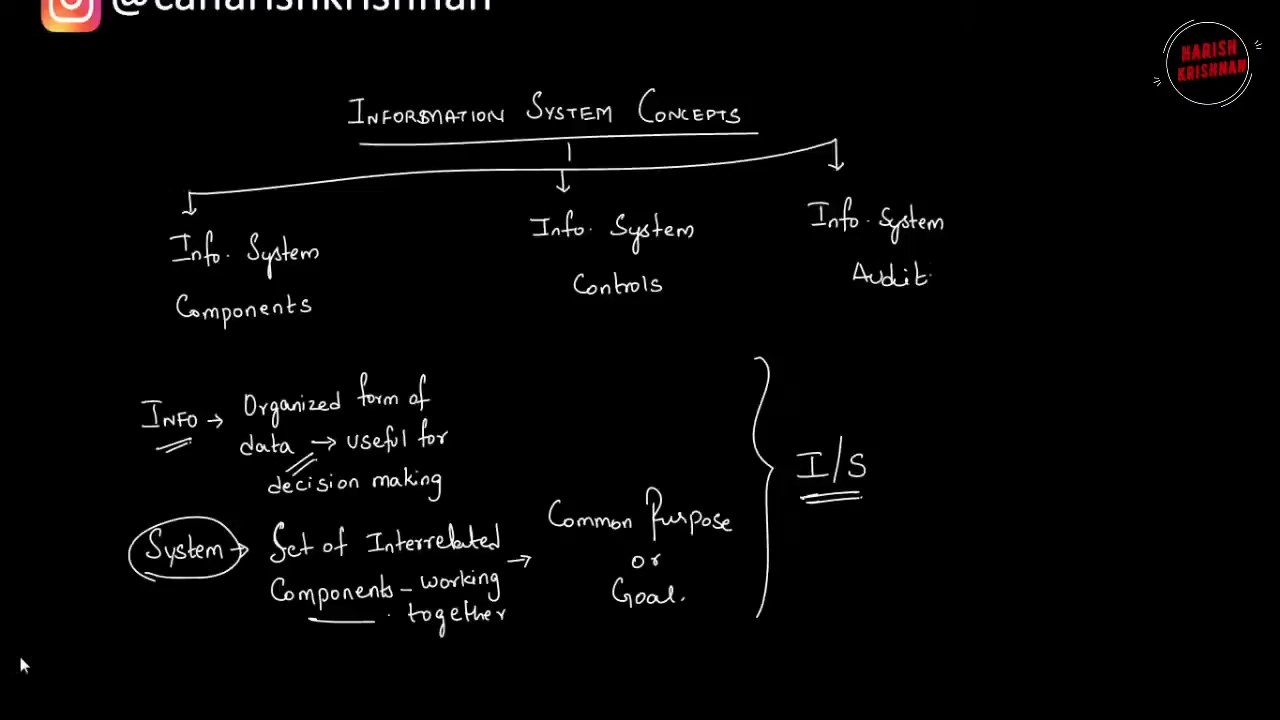 @caharishkrishnan
HARISH
KRISHNAN
INFORMATION SYSTEM CONCEPTS
Info. System
Components
Info. System
Controls
Info. System
Audit
INFO → Organized form of
data → useful for
decision making
System → Set of Interrelated
Components - working
together
→ Common Purpose
or
Goal.
I/S